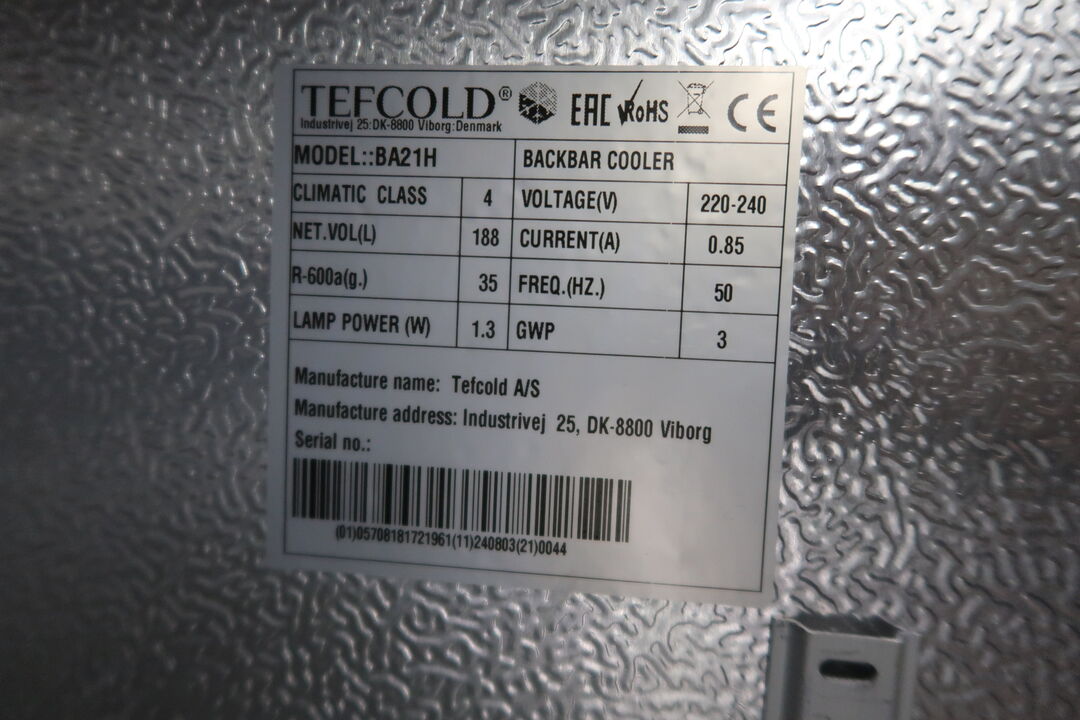 TEFCOLD® EAC RoHS CE
Industrivej 25:DK-8800 Viborg:Denmark
MODEL::BA21H BACKBAR COOLER
CLIMATIC CLASS 4 VOLTAGE(V) 220-240
NET.VOL(L) 188 CURRENT(A) 0.85
R-600a(g.) 35 FREQ.(HZ.) 50
LAMP POWER (W) 1.3 GWP 3
Manufacture name: Tefcold A/S
Manufacture address: Industrivej 25, DK-8800 Viborg
Serial no.:
(01)05708181721961(11)240803(21)0044